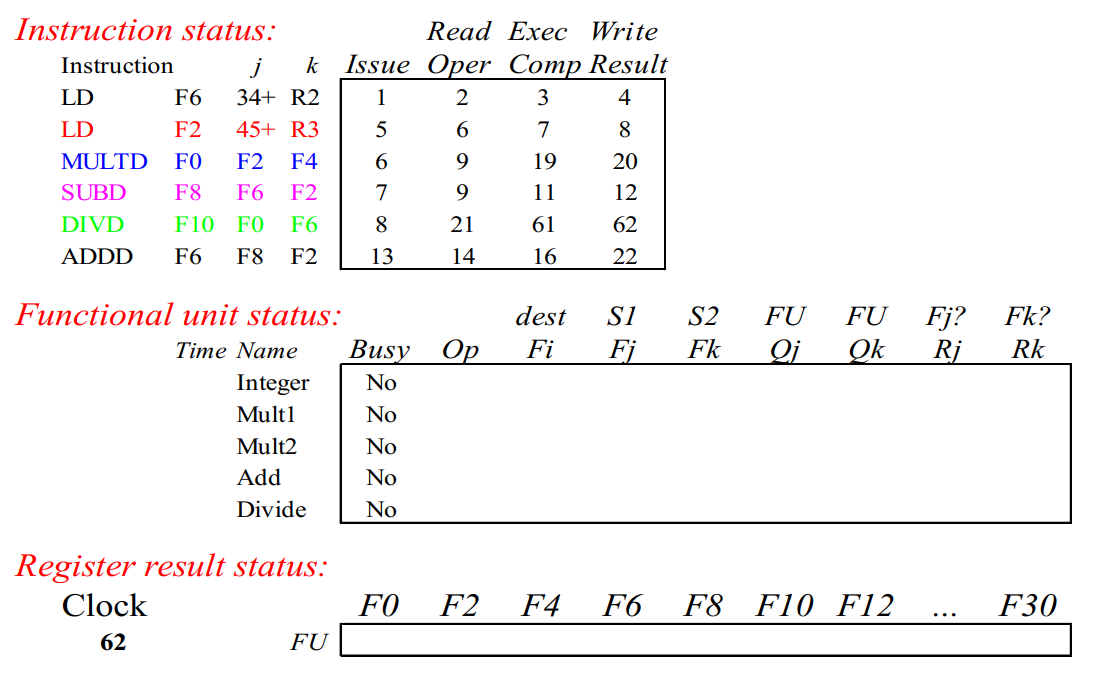 Instruction status: Read Exec Write
Instruction j k Issue Oper Comp Result
LD F6 34+ R2 1 2 3 4
LD F2 45+ R3 5 6 7 8
MULTD F0 F2 F4 6 9 19 20
SUBD F8 F6 F2 7 9 11 12
DIVD F10 F0 F6 8 21 61 62
ADDD F6 F8 F2 13 14 16 22
Functional unit status: dest S1 S2 FU FU Fj? Fk?
Time Name Busy Op Fi Fj Fk Qj Qk Rj Rk
Integer No
Mult1 No
Mult2 No
Add No
Divide No
Register result status:
Clock F0 F2 F4 F6 F8 F10 F12 ... F30
62 FU